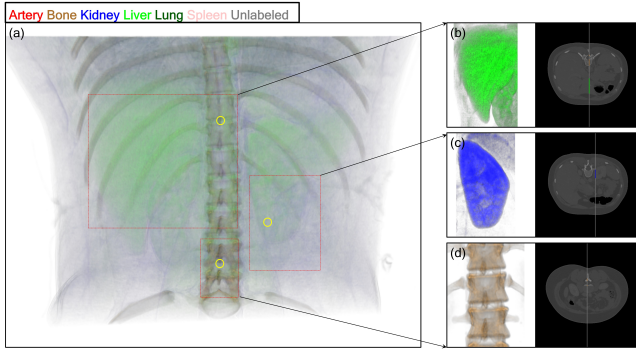 Artery Bone Kidney Liver Lung Spleen Unlabeled
(a)
(b)
(c)
(d)